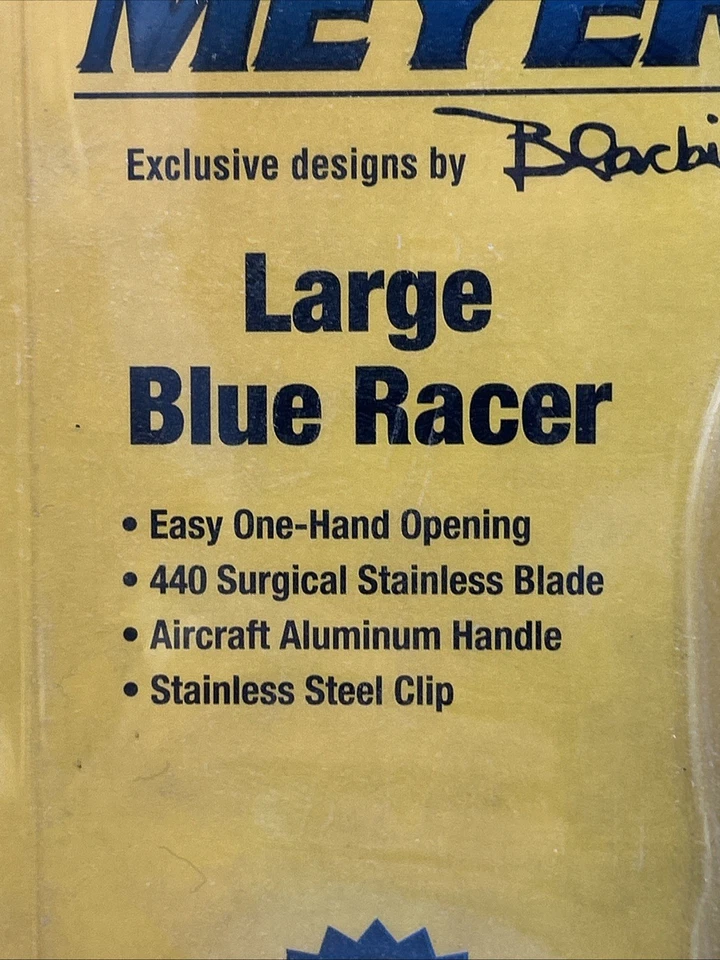 MEYER
Exclusive designs by
Large
Blue Racer
• Easy One-Hand Opening
• 440 Surgical Stainless Blade
• Aircraft Aluminum Handle
• Stainless Steel Clip